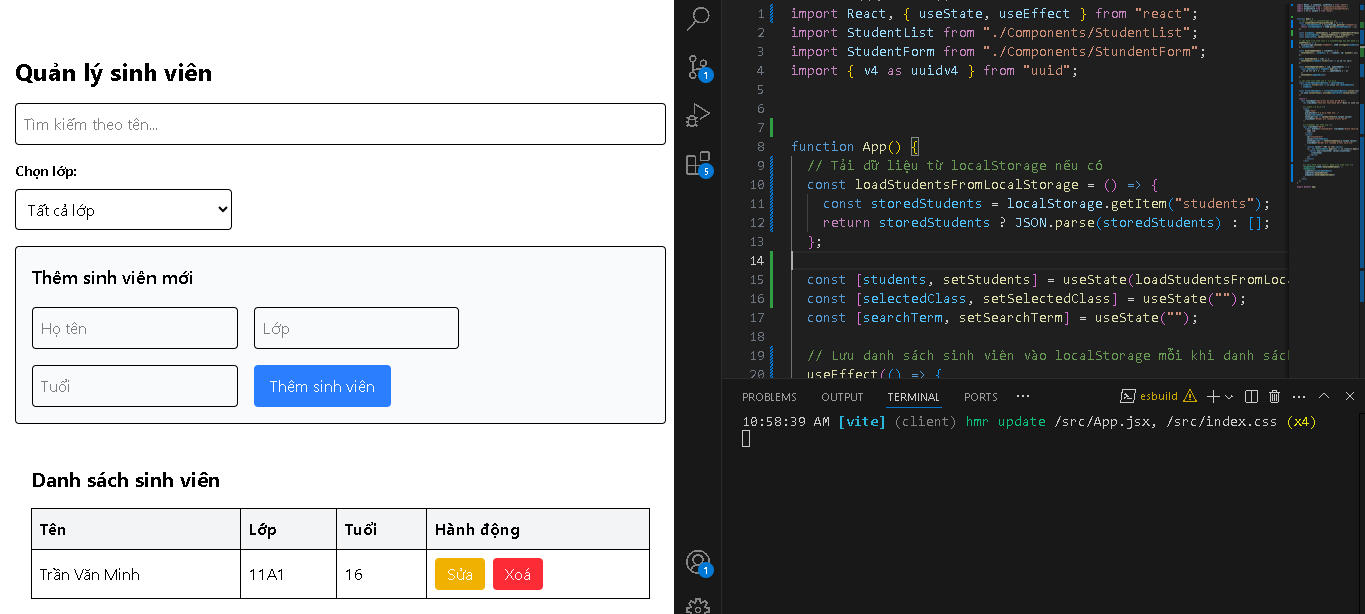 Quản lý sinh viên
Tìm kiếm theo tên...
Chọn lớp:
Tất cả lớp
Thêm sinh viên mới
Họ tên
Lớp
Tuổi
Thêm sinh viên
Danh sách sinh viên
Tên Lớp Tuổi Hành động
Trần Văn Minh 11A1 16 Sửa Xoá
1
5
1
1 import React, { useState, useEffect } from "react";
2 import StudentList from "./Components/StudentList";
3 import StudentForm from "./Components/StundentForm";
4 import { v4 as uuidv4 } from "uuid";
5
6
7
8 function App() {
9 // Tải dữ liệu từ localStorage nếu có
10 const loadStudentsFromLocalStorage = () => {
11 const storedStudents = localStorage.getItem("students");
12 return storedStudents ? JSON.parse(storedStudents) : [];
13 };
14
15 const [students, setStudents] = useState(loadStudentsFromLoc
16 const [selectedClass, setSelectedClass] = useState("");
17 const [searchTerm, setSearchTerm] = useState("");
18
19 // Lưu danh sách sinh viên vào localStorage mỗi khi danh sác
20 useEffect(() => {
PROBLEMS OUTPUT TERMINAL PORTS ... esbuild
10:58:39 AM [vite] (client) hmr update /src/App.jsx, /src/index.css (x4)